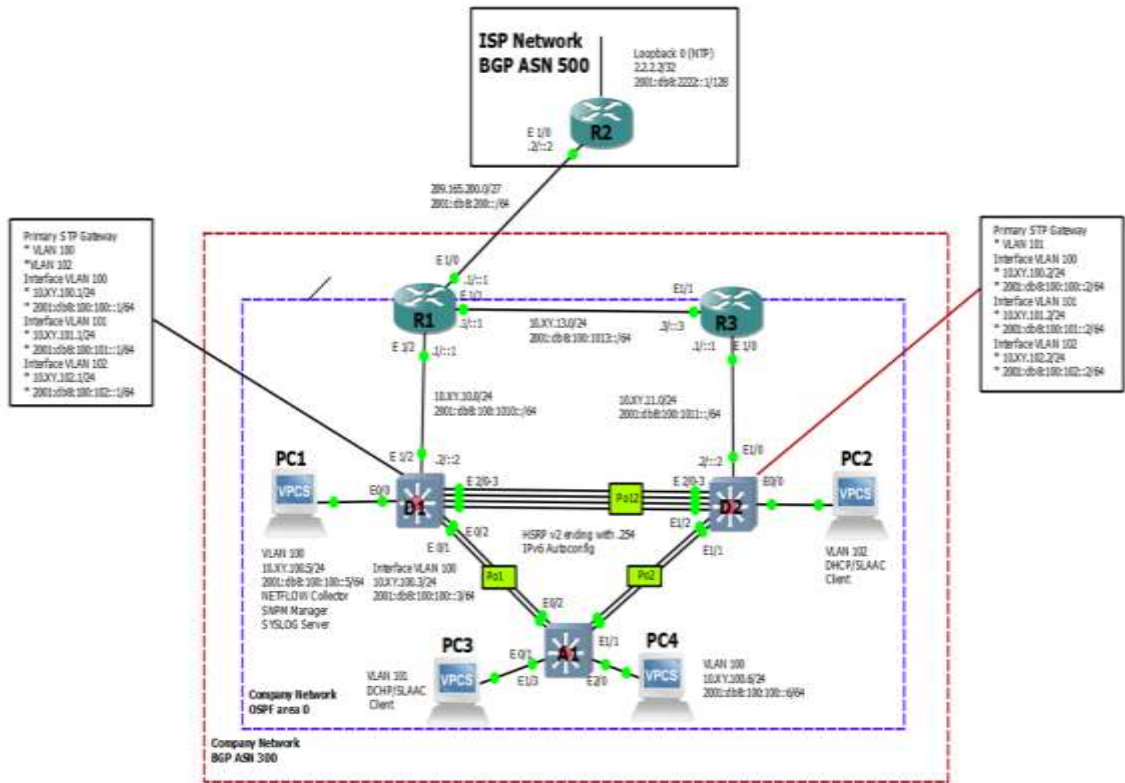 ISP Network
BGP ASN 500
Loopback 0 (NTP)
2.2.2.2/32
2001:db8:2222::1/128
R2
E 1/0
.2/::2
209.165.200.0/27
2001:db8:200::/64
Primary STP Gateway
* VLAN 100
*VLAN 102
Interface VLAN 100
* 10.XY.100.1/24
* 2001:db8:100:100::1/64
Interface VLAN 101
* 10.XY.101.1/24
* 2001:db8:100:101::1/64
Interface VLAN 102
* 10.XY.102.1/24
* 2001:db8:100:102::1/64
Primary STP Gateway
* VLAN 101
Interface VLAN 100
* 10.XY.100.2/24
* 2001:db8:100:100::2/64
Interface VLAN 101
* 10.XY.101.2/24
* 2001:db8:100:101::2/64
Interface VLAN 102
* 10.XY.102.2/24
* 2001:db8:100:102::2/64
E 1/0
.1/::1
E 1/1
.1/::1
R1
E 1/2
.1/::1
10.XY.13.0/24
2001:db8:100:1013::/64
E1/1
.3/::3
R3
.1/::1
E 1/0
10.XY.10.0/24
2001:db8:100:1010::/64
10.XY.11.0/24
2001:db8:100:1011::/64
E 1/2
.2/::2
E1/0
.2/::2
PC1
VPCS
E0/0
D1
E 2/0-3
Po12
E 2/0-3
D2
E0/0
PC2
VPCS
VLAN 100
10.XY.100.5/24
2001:db8:100:100::5/64
NETFLOW Collector
SNPM Manager
SYSLOG Server
E 0/2
E 0/1
HSRP v2 ending with .254
IPv6 Autoconfig
E1/2
E1/1
VLAN 102
DHCP/SLAAC
Client
Interface VLAN 100
10.XY.100.3/24
2001:db8:100:100::3/64
Po1
Po2
E0/2
A1
E1/1
PC3
VPCS
E 0/1
E1/3
E2/0
PC4
VPCS
VLAN 101
DCHP/SLAAC
Client
VLAN 100
10.XY.100.6/24
2001:db8:100:100::6/64
Company Network
OSPF area 0
Company Network
BGP ASN 300